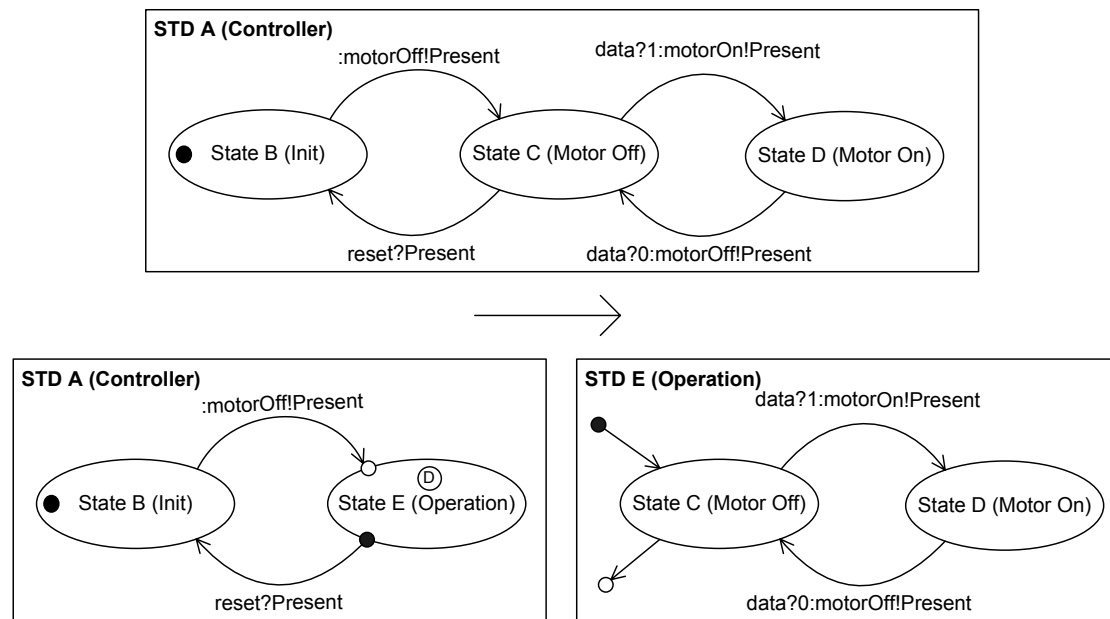 STD A (Controller)
:motorOff!Present
data?1:motorOn!Present
State B (Init)
State C (Motor Off)
State D (Motor On)
reset?Present
data?0:motorOff!Present
STD A (Controller)
:motorOff!Present
D
State B (Init)
State E (Operation)
reset?Present
STD E (Operation)
data?1:motorOn!Present
State C (Motor Off)
State D (Motor On)
data?0:motorOff!Present